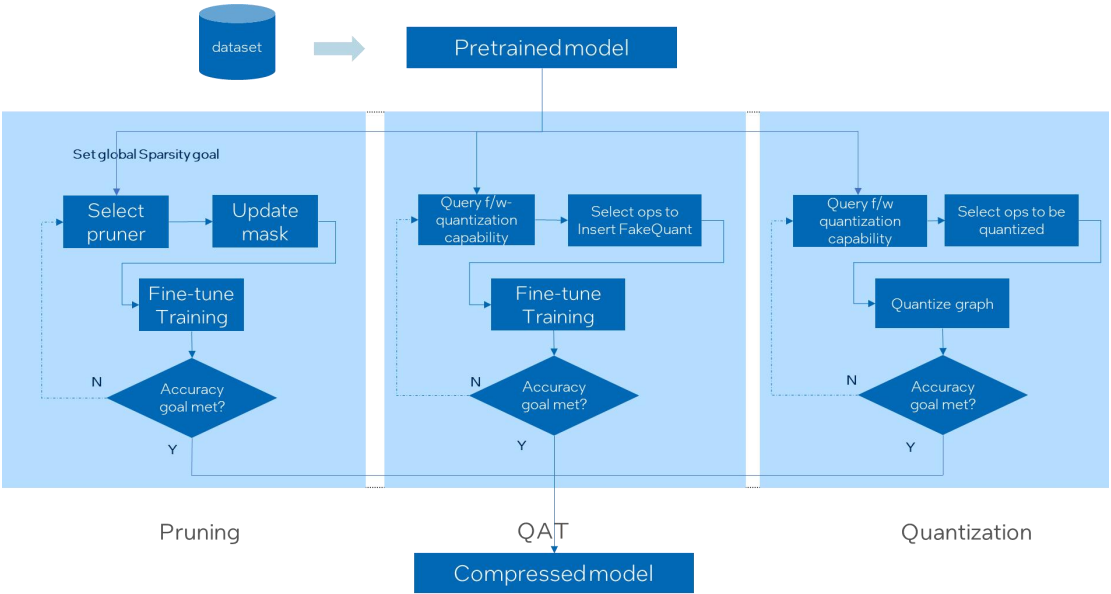 dataset
Pretrained model
Set global Sparsity goal
Select
pruner
Update
mask
Fine-tune
Training
N
Accuracy
goal met?
Y
Query f/w-
quantization
capability
Select ops to
Insert FakeQuant
Fine-tune
Training
N
Accuracy
goal met?
Y
Query f/w
quantization
capability
Select ops to be
quantized
Quantize graph
N
Accuracy
goal met?
Y
Pruning
QAT
Quantization
Compressed model